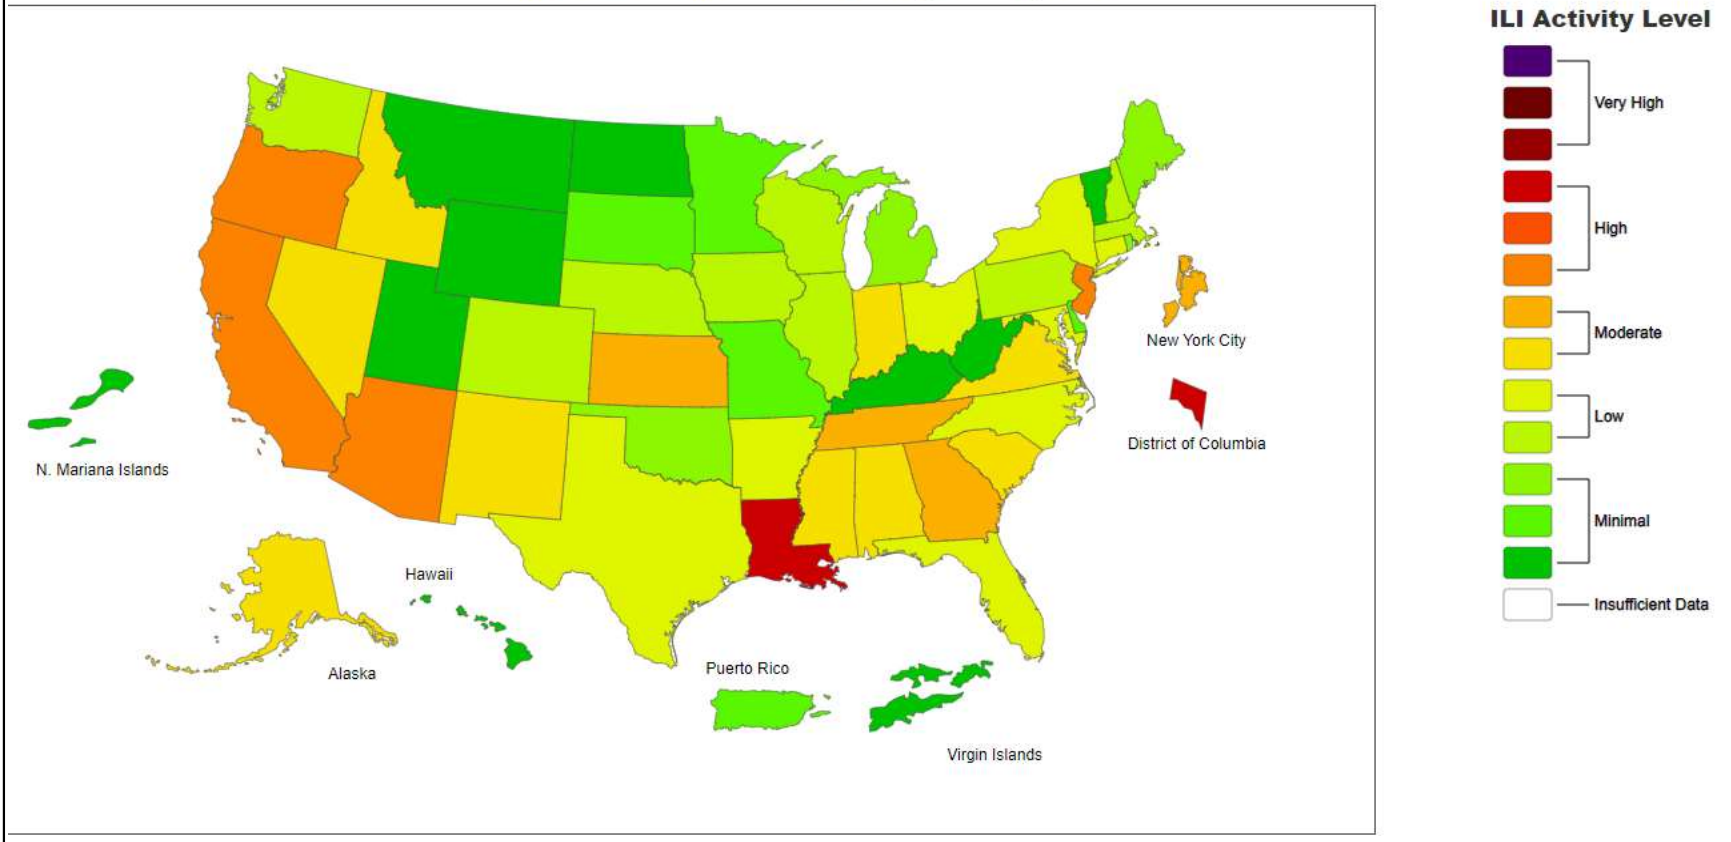 ILI Activity Level
Very High
High
Moderate
Low
Minimal
Insufficient Data
New York City
District of Columbia
N. Mariana Islands
Hawaii
Alaska
Puerto Rico
Virgin Islands